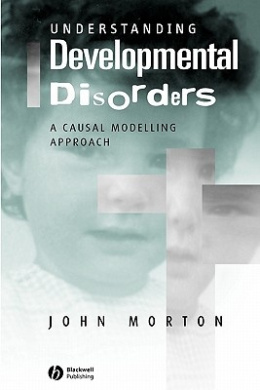 UNDERSTANDING
Developmental
Disorders
A CAUSAL MODELLING
APPROACH
JOHN MORTON
Blackwell
Publishing